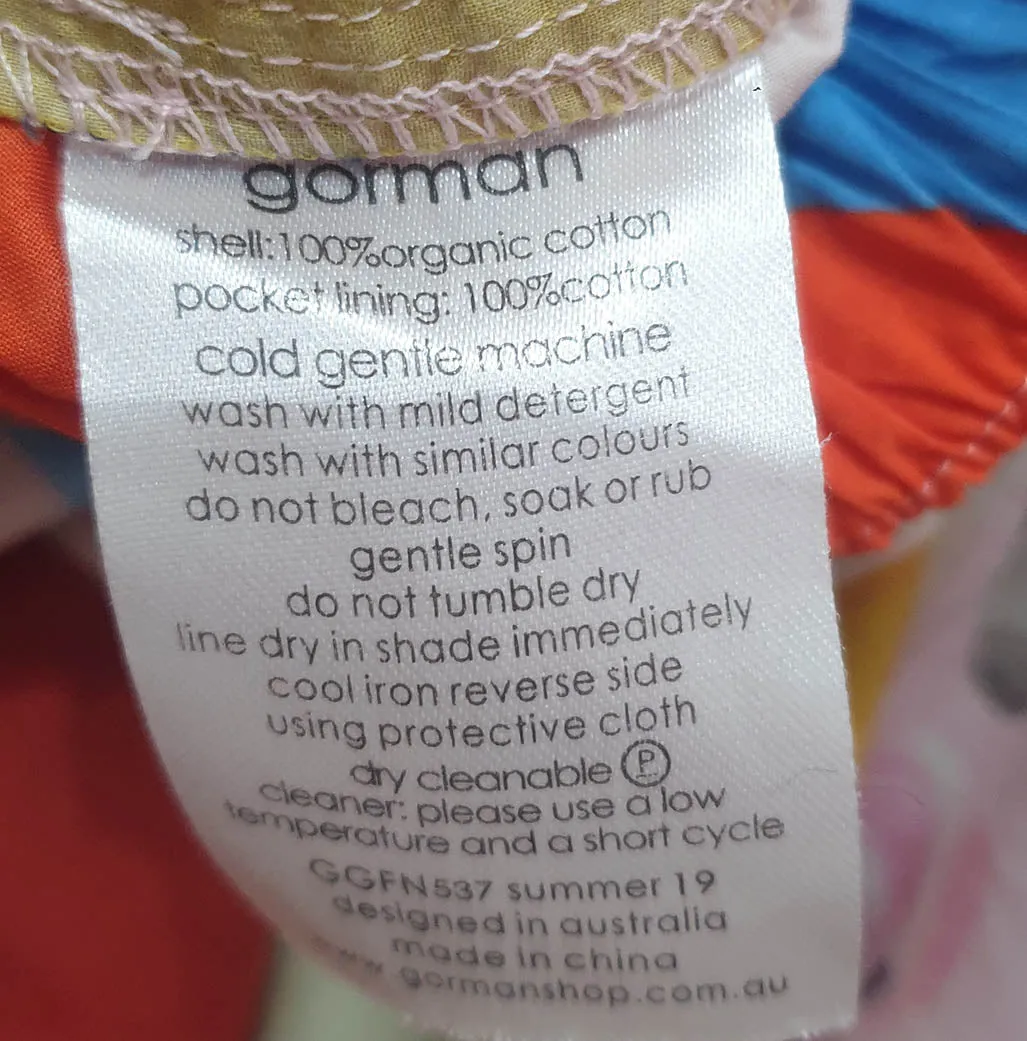 gorman
shell:100%organic cotton
pocket lining: 100%cotton
cold gentle machine
wash with mild detergent
wash with similar colours
do not bleach, soak or rub
gentle spin
do not tumble dry
line dry in shade immediately
cool iron reverse side
using protective cloth
dry cleanable Ⓟ
cleaner: please use a low
temperature and a short cycle
GGFN537 summer 19
designed in australia
made in china
www.gormanshop.com.au